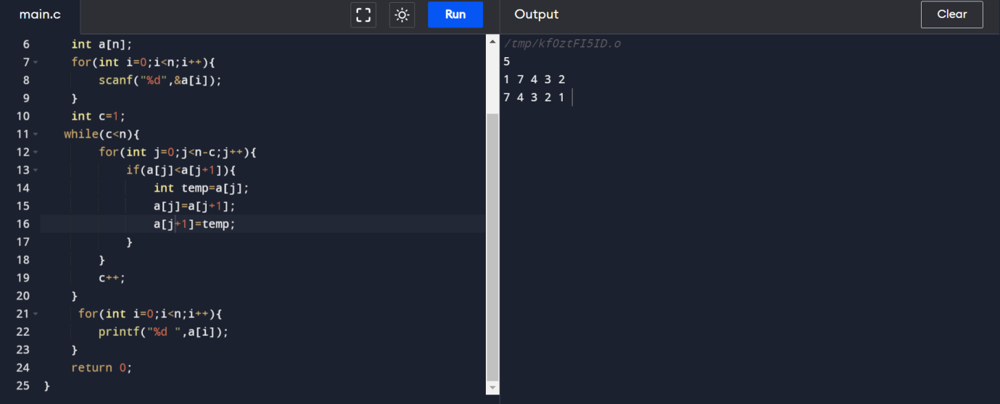 main.c
Run
Output
Clear
6 int a[n];
7 for(int i=0;i<n;i++){
8 scanf("%d",&a[i]);
9 }
10 int c=1;
11 while(c<n){
12 for(int j=0;j<n-c;j++){
13 if(a[j]<a[j+1]){
14 int temp=a[j];
15 a[j]=a[j+1];
16 a[j+1]=temp;
17 }
18 }
19 c++;
20 }
21 for(int i=0;i<n;i++){
22 printf("%d ",a[i]);
23 }
24 return 0;
25 }
/tmp/kfOztFI5ID.o
5
1 7 4 3 2
7 4 3 2 1